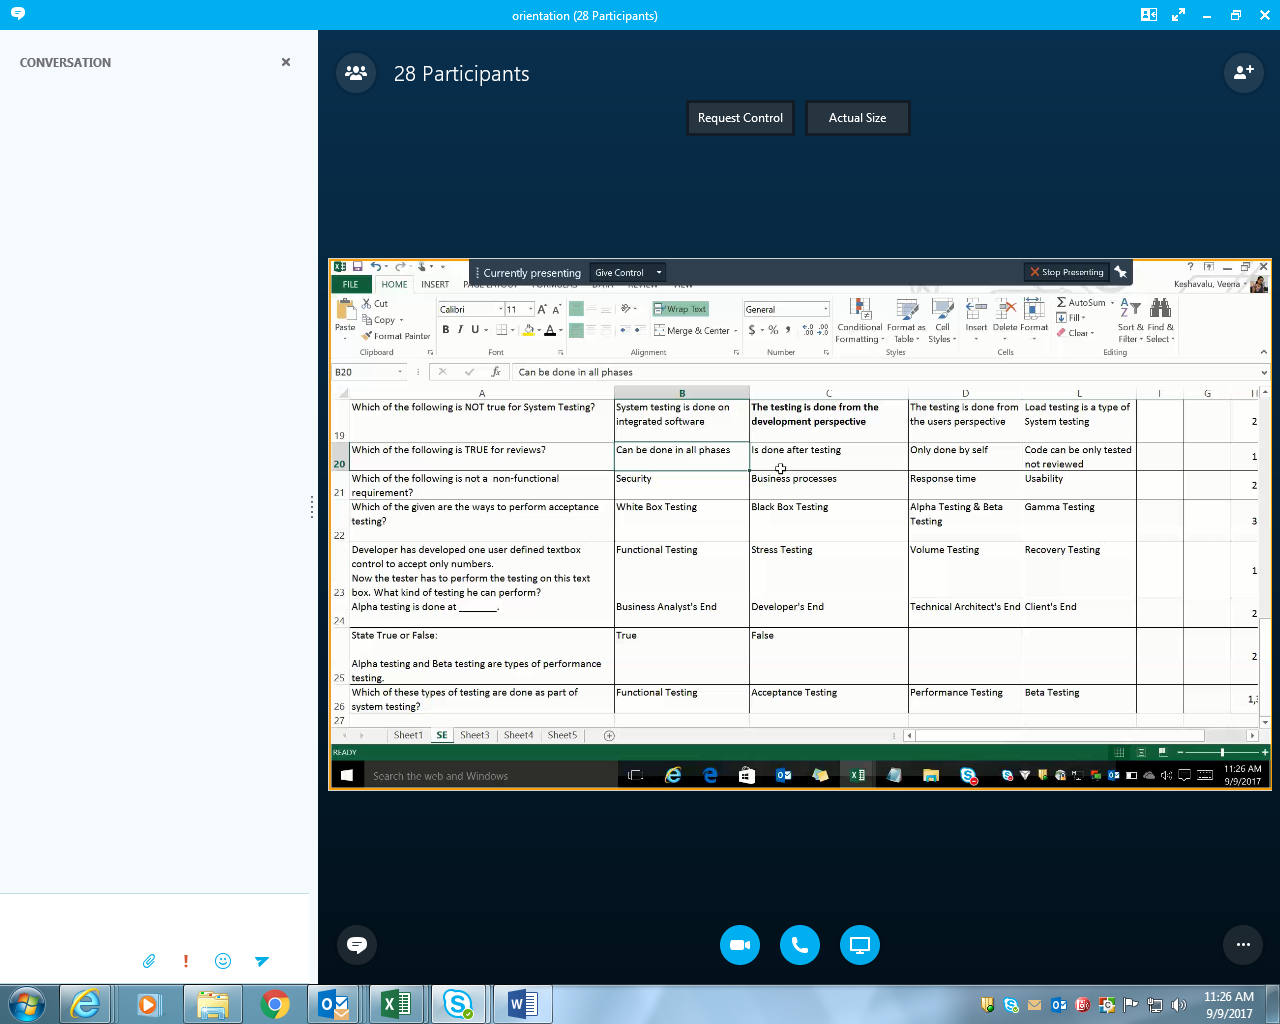 orientation (28 Participants)
CONVERSATION
28 Participants
Request Control
Actual Size
Currently presenting
Give Control
Stop Presenting
FILE
HOME
INSERT
Keshavalu, Veena
Cut
Copy
Format Painter
Paste
Clipboard
Calibri
11
B I U
Font
Wrap Text
Merge & Center
Alignment
General
$ % ,
Number
Conditional Formatting
Format as Table
Cell Styles
Styles
Insert
Delete
Format
Cells
AutoSum
Fill
Clear
Sort & Filter
Find & Select
Editing
B20
Can be done in all phases
A B C D E F G H
19 Which of the following is NOT true for System Testing? System testing is done on integrated software The testing is done from the development perspective The testing is done from the users perspective Load testing is a type of System testing 2
20 Which of the following is TRUE for reviews? Can be done in all phases Is done after testing Only done by self Code can be only tested not reviewed 1
21 Which of the following is not a non-functional requirement? Security Business processes Response time Usability 2
22 Which of the given are the ways to perform acceptance testing? White Box Testing Black Box Testing Alpha Testing & Beta Testing Gamma Testing 3
23 Developer has developed one user defined textbox control to accept only numbers.
Now the tester has to perform the testing on this text box. What kind of testing he can perform? Functional Testing Stress Testing Volume Testing Recovery Testing 1
24 Alpha testing is done at ________. Business Analyst's End Developer's End Technical Architect's End Client's End 2
25 State True or False:
Alpha testing and Beta testing are types of performance testing. True False 2
26 Which of these types of testing are done as part of system testing? Functional Testing Acceptance Testing Performance Testing Beta Testing
27
Sheet1 SE Sheet3 Sheet4 Sheet5
READY
Search the web and Windows
11:26 AM
9/9/2017
11:26 AM
9/9/2017